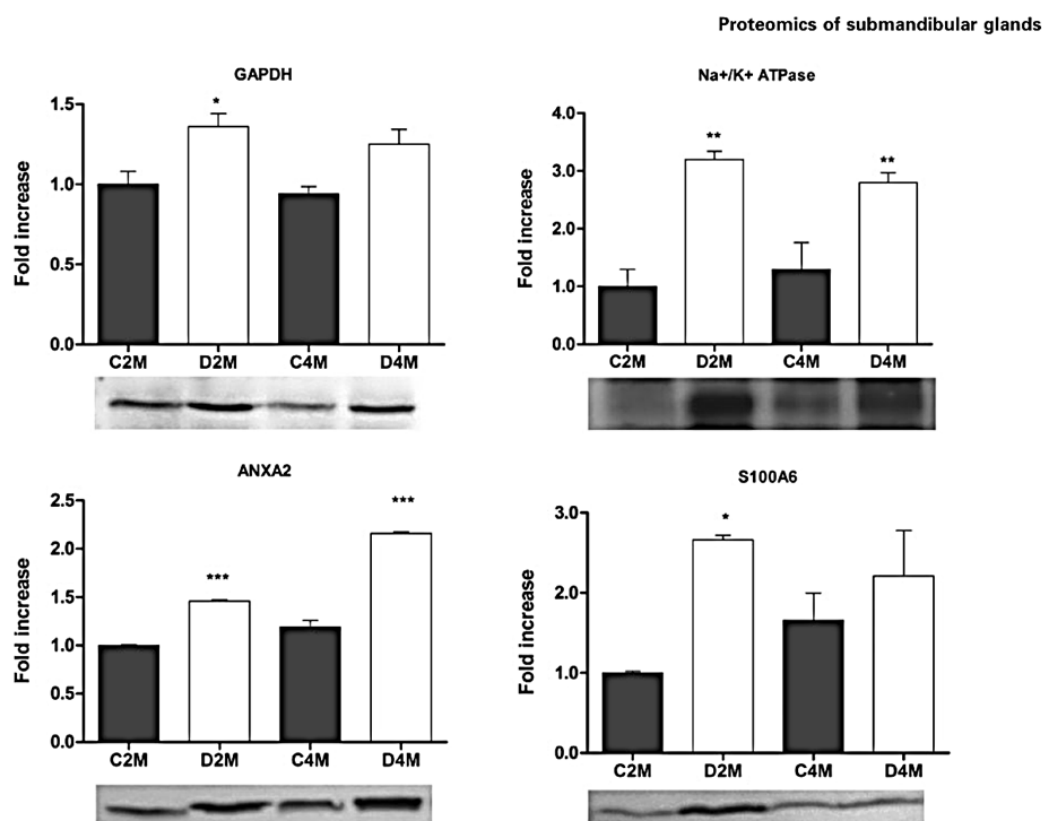 Proteomics of submandibular glands
GAPDH
*
Fold increase
1.5
1.0
0.5
0.0
C2M D2M C4M D4M
Na+/K+ ATPase
** **
Fold increase
4.0
3.0
2.0
1.0
0.0
C2M D2M C4M D4M
ANXA2
*** ***
Fold increase
2.5
2.0
1.5
1.0
0.5
0.0
C2M D2M C4M D4M
S100A6
*
Fold increase
3.0
2.0
1.0
0.0
C2M D2M C4M D4M